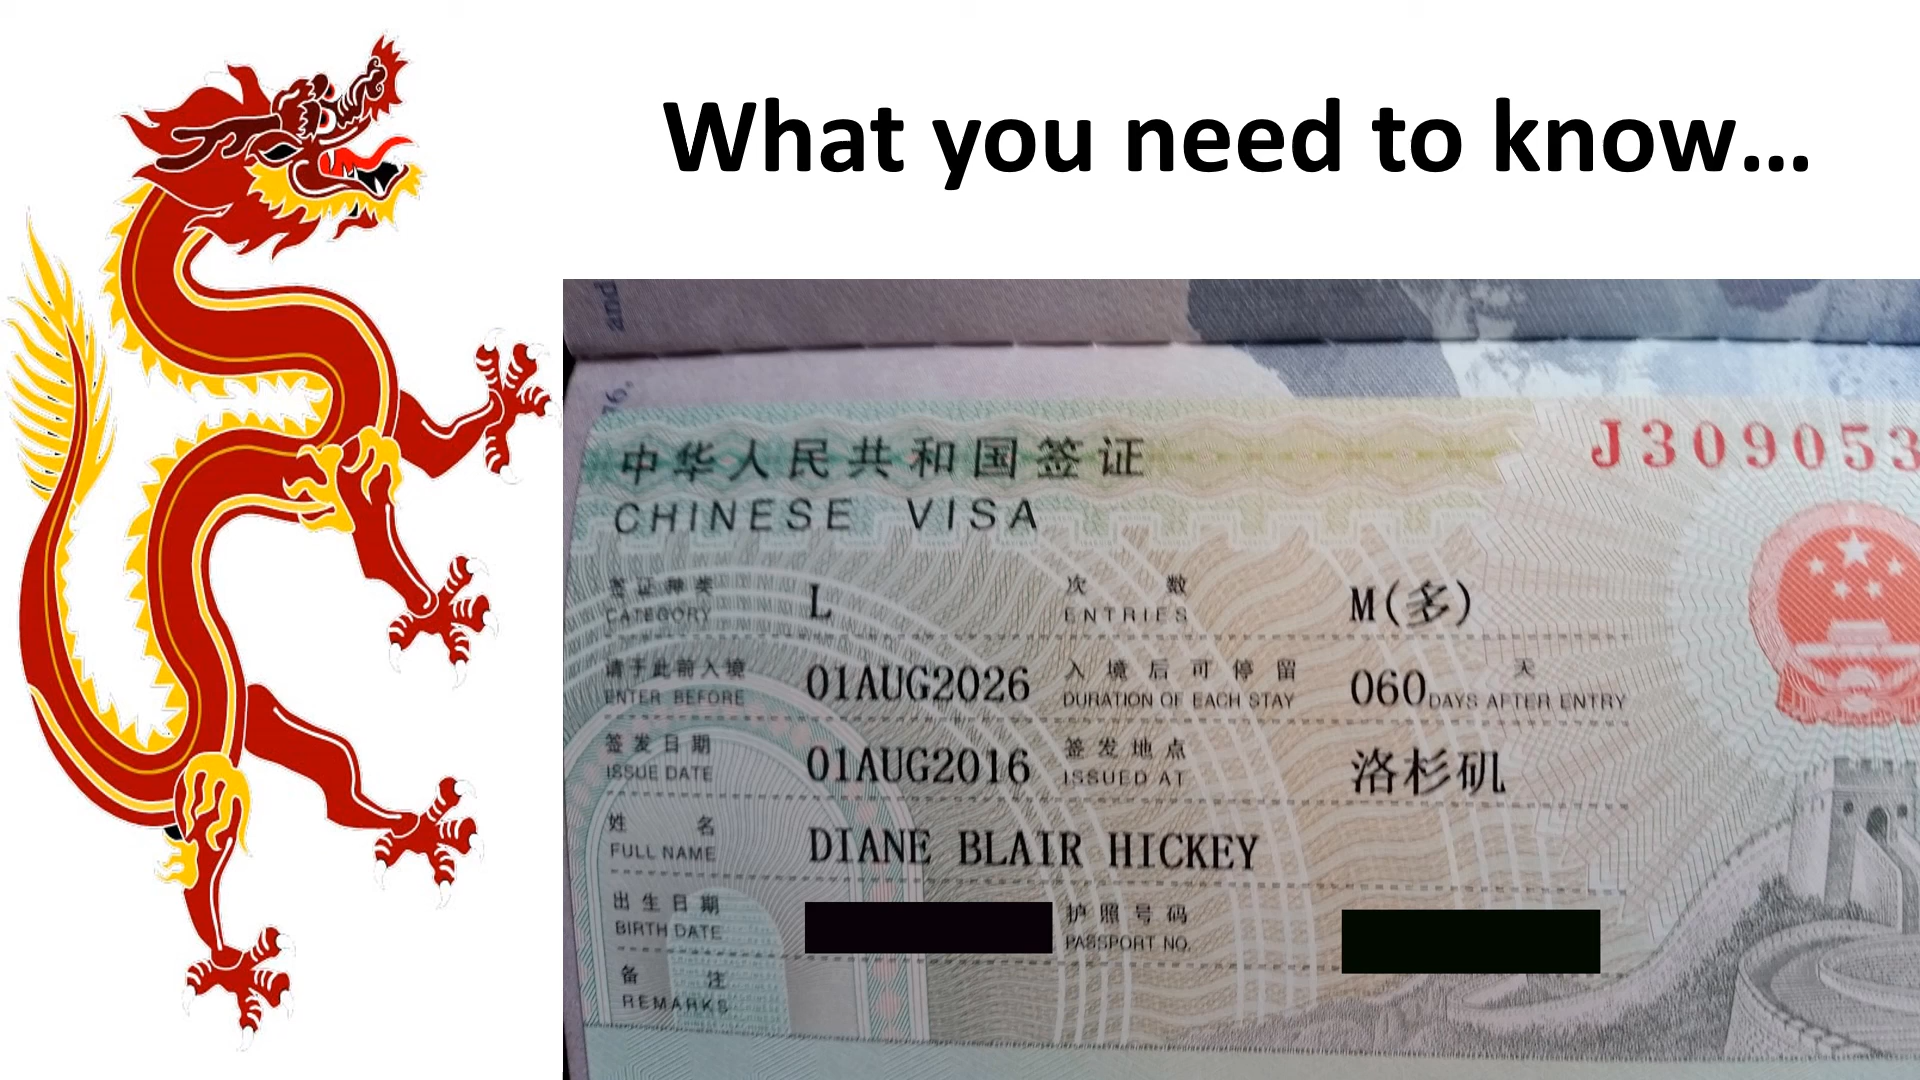 What you need to know...
and
76.
中华人民共和国签证
J309053
CHINESE VISA
签证种类 L 次数 M(多)
CATEGORY ENTRIES
请于此前入境 01AUG2026 入境后可停留 060 天
ENTER BEFORE DURATION OF EACH STAY DAYS AFTER ENTRY
签发日期 01AUG2016 签发地点 洛杉矶
ISSUE DATE ISSUED AT
姓名 DIANE BLAIR HICKEY
FULL NAME
出生日期 护照号码
BIRTH DATE PASSPORT NO.
备注
REMARKS